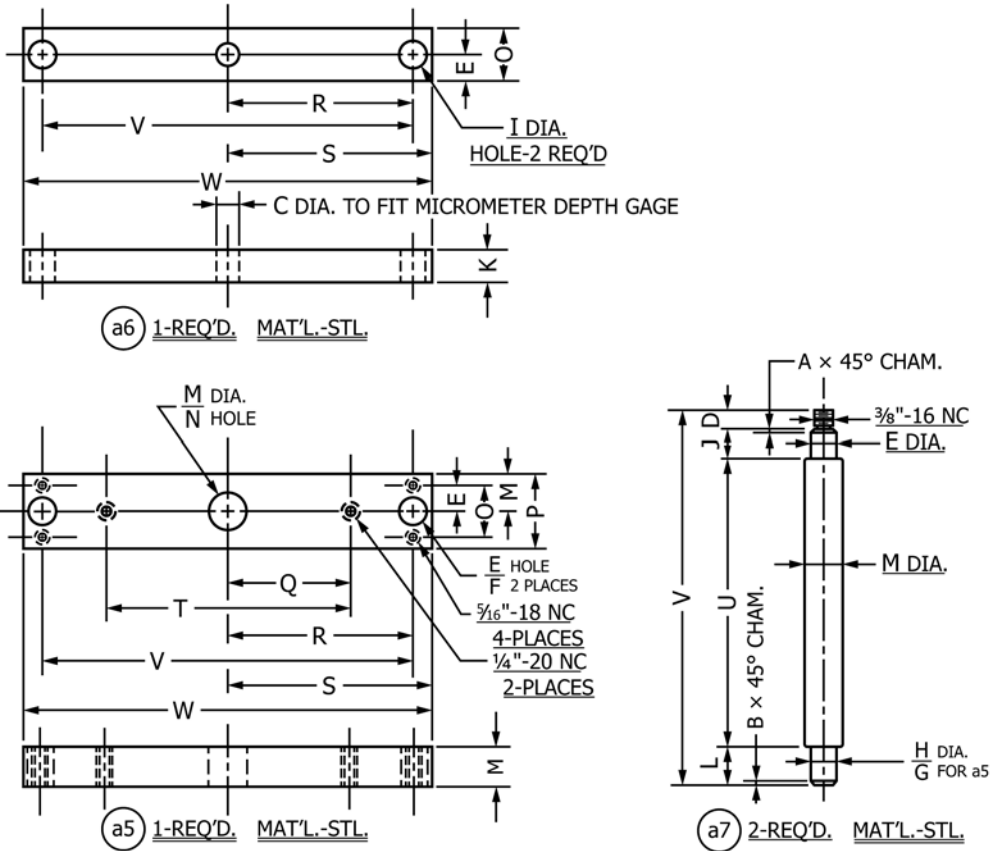 E
O
R
V
I DIA.
HOLE-2 REQ'D
S
W
C DIA. TO FIT MICROMETER DEPTH GAGE
K
a6 1-REQ'D. MAT'L.-STL.
M DIA.
N HOLE
E
O
M
P
E HOLE
F 2 PLACES
Q
T
5/16"-18 NC
4-PLACES
R
V
1/4"-20 NC
2-PLACES
S
W
M
a5 1-REQ'D. MAT'L.-STL.
A × 45° CHAM.
D
3/8"-16 NC
J
E DIA.
M DIA.
V
U
B × 45° CHAM.
L
H DIA.
G FOR a5
a7 2-REQ'D. MAT'L.-STL.